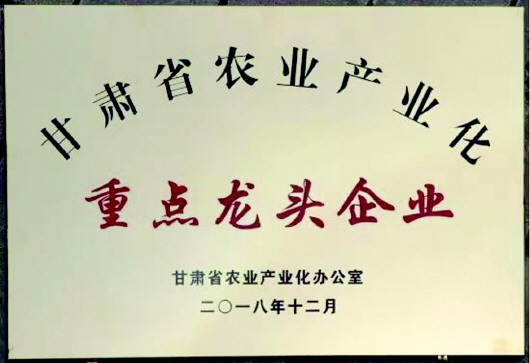 甘肃省农业产业化
重点龙头企业
甘肃省农业产业化办公室
二〇一八年十二月